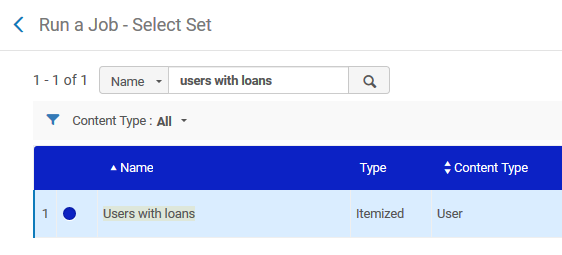 Run a Job - Select Set
1 - 1 of 1 Name users with loans
Content Type : All
Name Type Content Type
1 Users with loans Itemized User